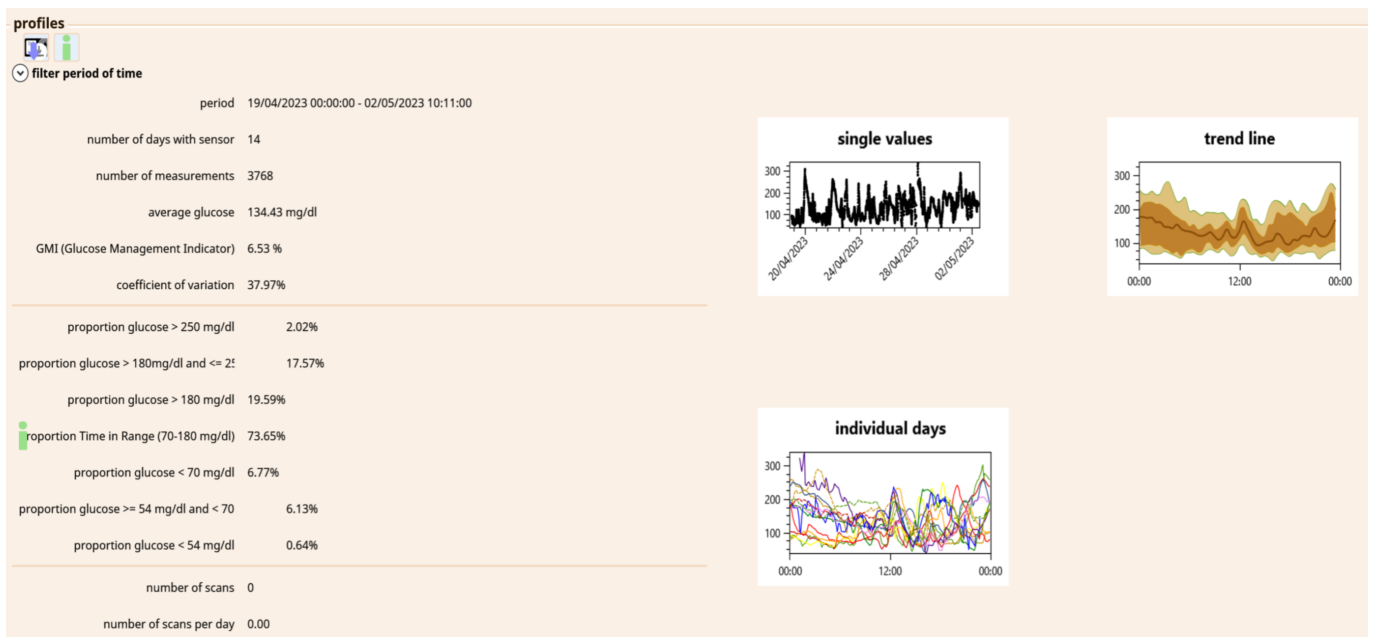 profiles
filter period of time
period 19/04/2023 00:00:00 - 02/05/2023 10:11:00
number of days with sensor 14
number of measurements 3768
average glucose 134.43 mg/dl
GMI (Glucose Management Indicator) 6.53 %
coefficient of variation 37.97%
proportion glucose > 250 mg/dl 2.02%
proportion glucose > 180mg/dl and <= 25 17.57%
proportion glucose > 180 mg/dl 19.59%
roportion Time in Range (70-180 mg/dl) 73.65%
proportion glucose < 70 mg/dl 6.77%
proportion glucose >= 54 mg/dl and < 70 6.13%
proportion glucose < 54 mg/dl 0.64%
number of scans 0
number of scans per day 0.00
single values
300
200
100
20/04/2023 24/04/2023 28/04/2023 02/05/2023
trend line
300
200
100
00:00 12:00 00:00
individual days
300
200
100
00:00 12:00 00:00